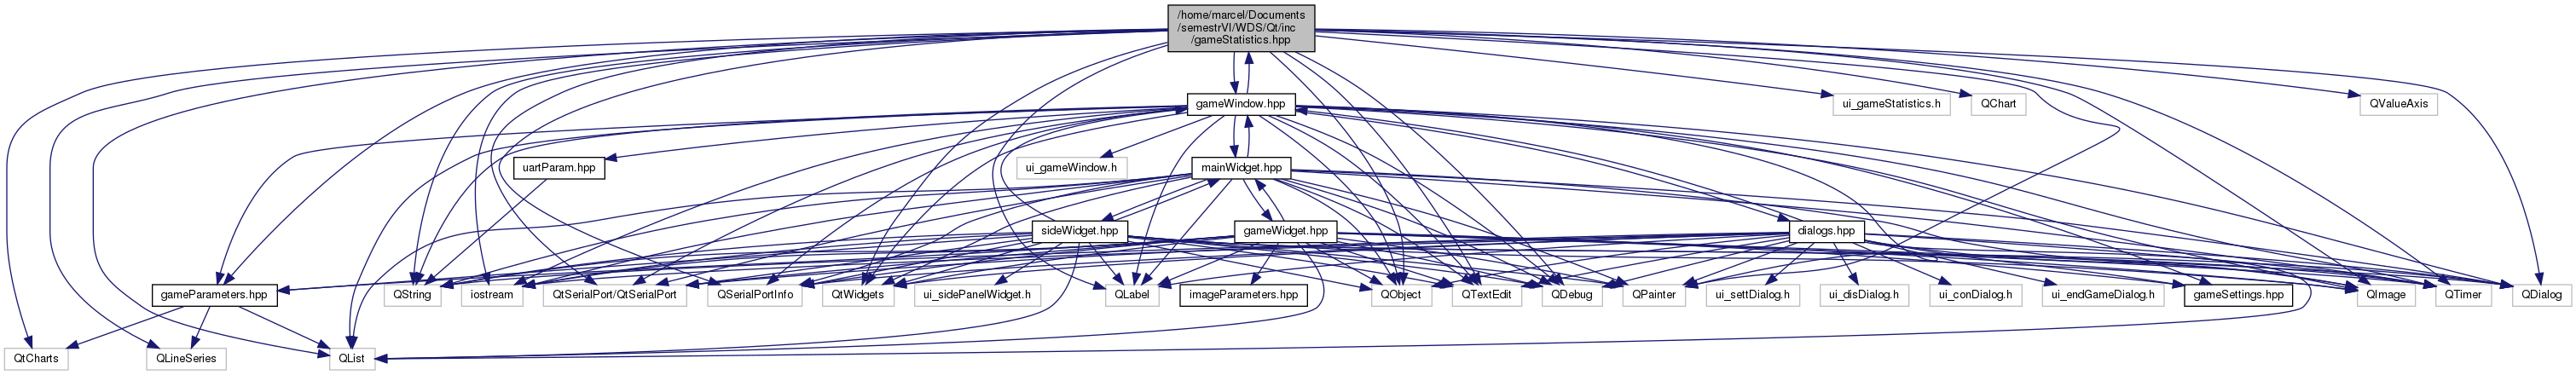 /home/marcel/Documents
/semestrVI/WDS/Qt/inc
/gameStatistics.hpp
gameWindow.hpp
ui_gameStatistics.h
QChart
QValueAxis
uartParam.hpp
ui_gameWindow.h
mainWidget.hpp
sideWidget.hpp
gameWidget.hpp
dialogs.hpp
gameParameters.hpp
QString
iostream
QtSerialPort/QtSerialPort
QSerialPortInfo
QtWidgets
ui_sidePanelWidget.h
QLabel
imageParameters.hpp
QObject
QTextEdit
QDebug
QPainter
ui_settDialog.h
ui_disDialog.h
ui_conDialog.h
ui_endGameDialog.h
gameSettings.hpp
QImage
QTimer
QDialog
QtCharts
QLineSeries
QList